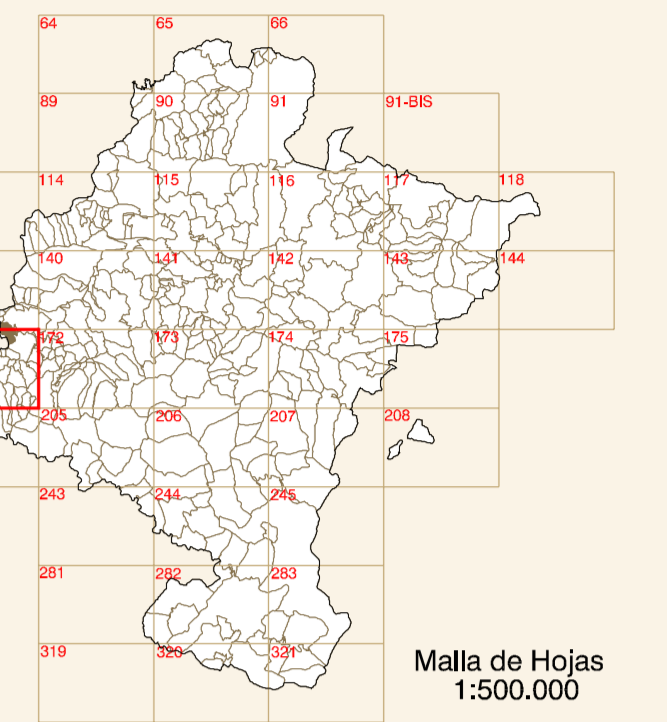 64 65 66
89 90 91 91-BIS
114 115 116 117 118
140 141 142 143 144
172 173 174 175
205 206 207 208
243 244 245
281 282 283
319 320 321
Malla de Hojas
1:500.000